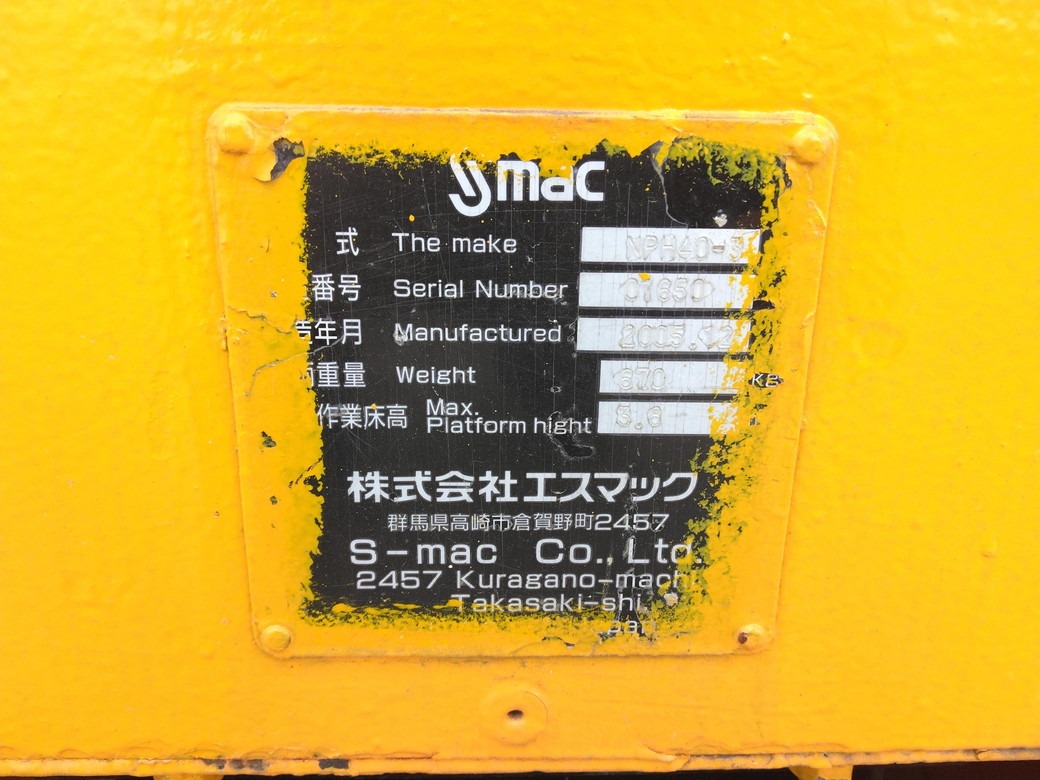 smac
式 The make NPH40-3
番号 Serial Number 01850
造年月 Manufactured 2005.12
重量 Weight 370 kg
作業床高 Max. Platform hight
株式会社エスマック
群馬県高崎市倉賀野町2457
S-mac Co., Ltd.
2457 Kuragano-machi
Takasaki-shi